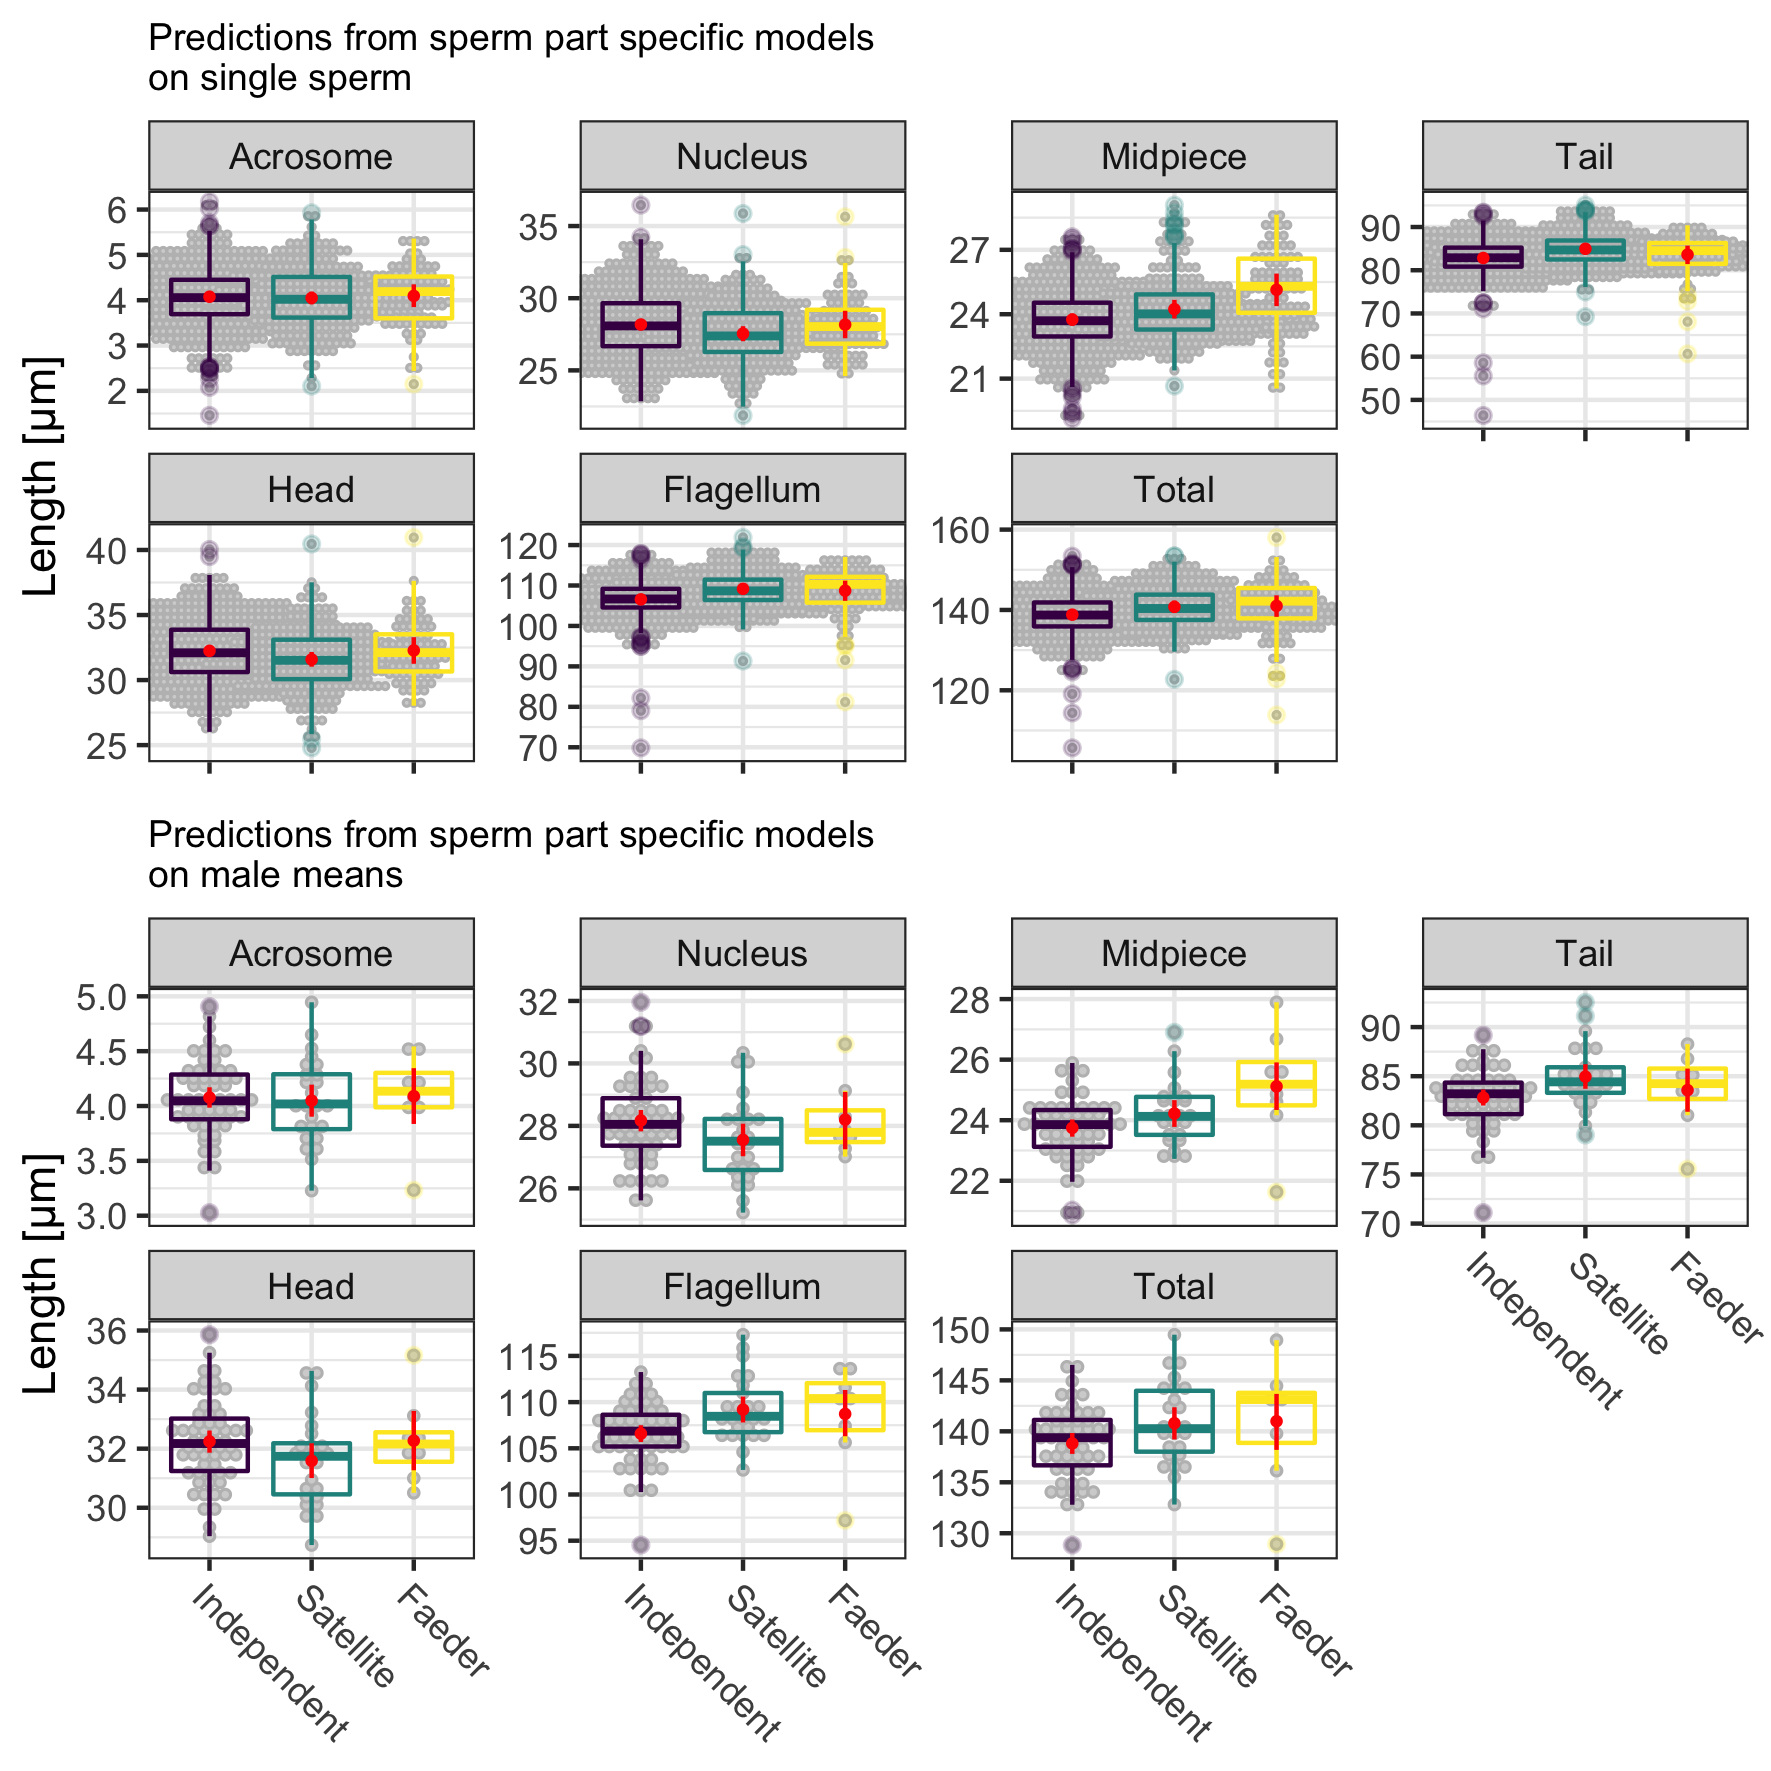 Predictions from sperm part specific models
on single sperm
Acrosome
Nucleus
Midpiece
Tail
6
5
4
3
2
35
30
25
27
24
21
90
80
70
60
50
Head
Flagellum
Total
40
35
30
25
120
110
100
90
80
70
160
140
120
Length [µm]
Predictions from sperm part specific models
on male means
Acrosome
Nucleus
Midpiece
Tail
5.0
4.5
4.0
3.5
3.0
32
30
28
26
28
26
24
22
90
85
80
75
70
Independent
Satellite
Faeder
Head
Flagellum
Total
36
34
32
30
115
110
105
100
95
150
145
140
135
130
Length [µm]
Independent
Satellite
Faeder
Independent
Satellite
Faeder
Independent
Satellite
Faeder